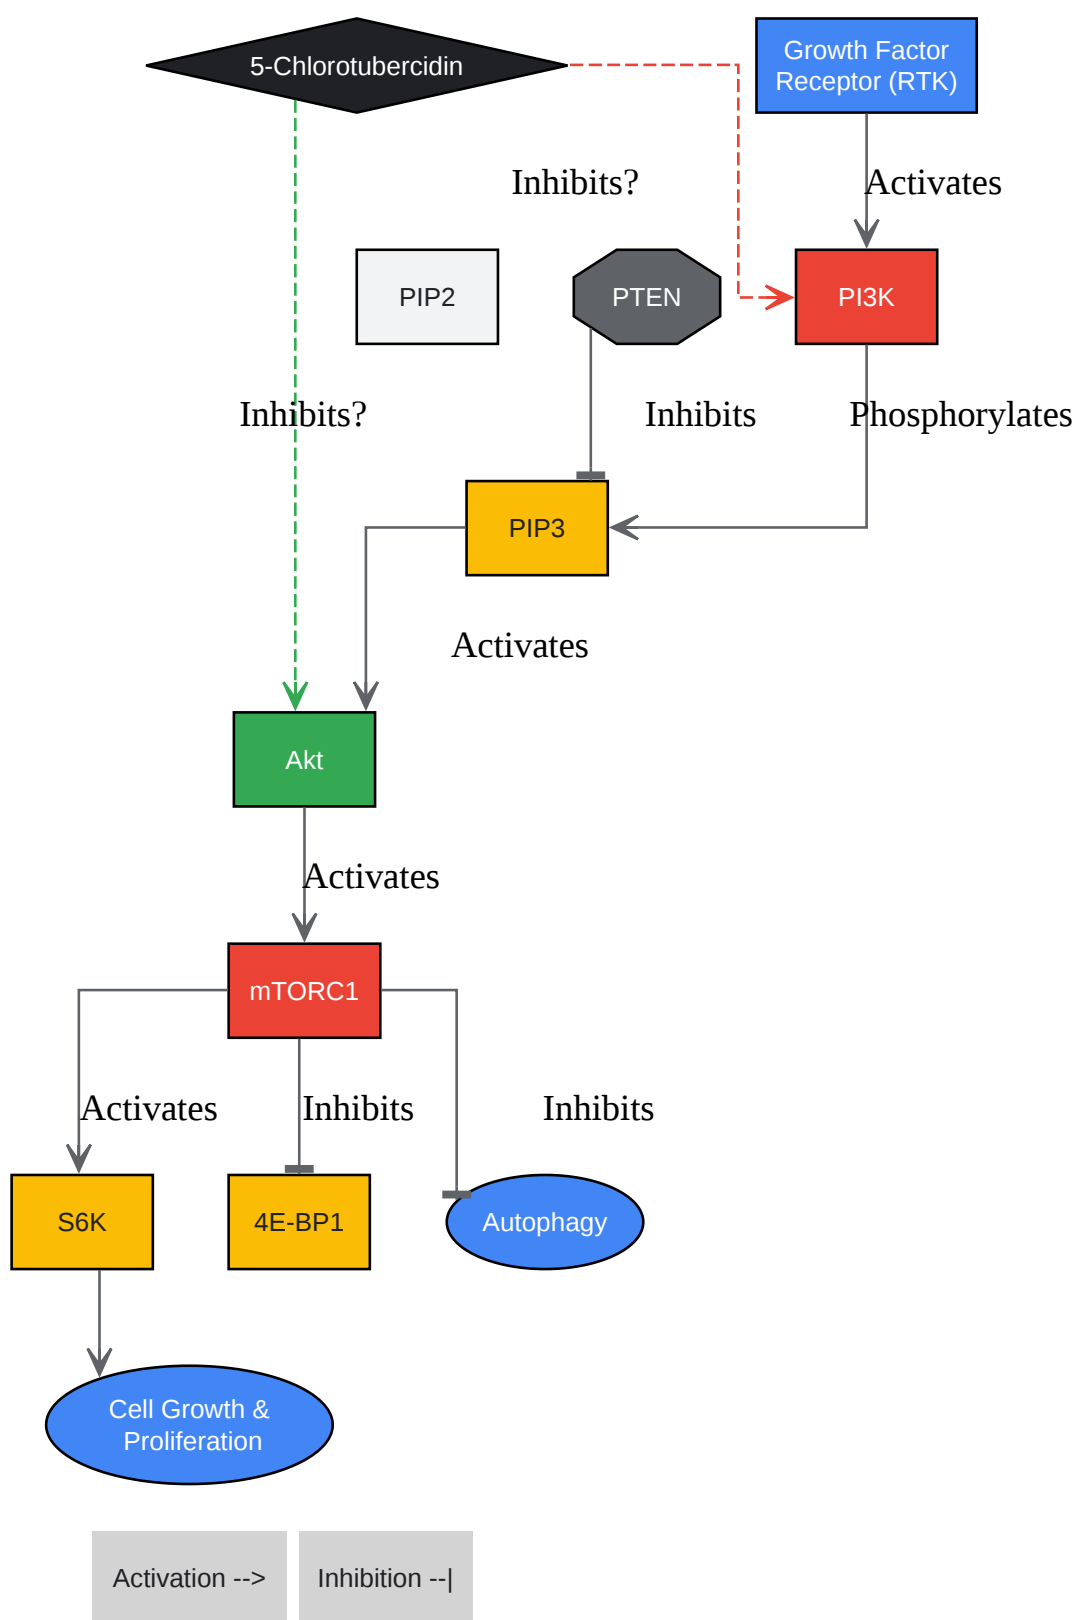 5-Chlorotubercidin
Growth Factor
Receptor (RTK)
Inhibits?
Activates
PIP2
PTEN
PI3K
Inhibits?
Inhibits
Phosphorylates
PIP3
Activates
Akt
Activates
mTORC1
Activates
Inhibits
Inhibits
S6K
4E-BP1
Autophagy
Cell Growth &
Proliferation
Activation -->
Inhibition --|